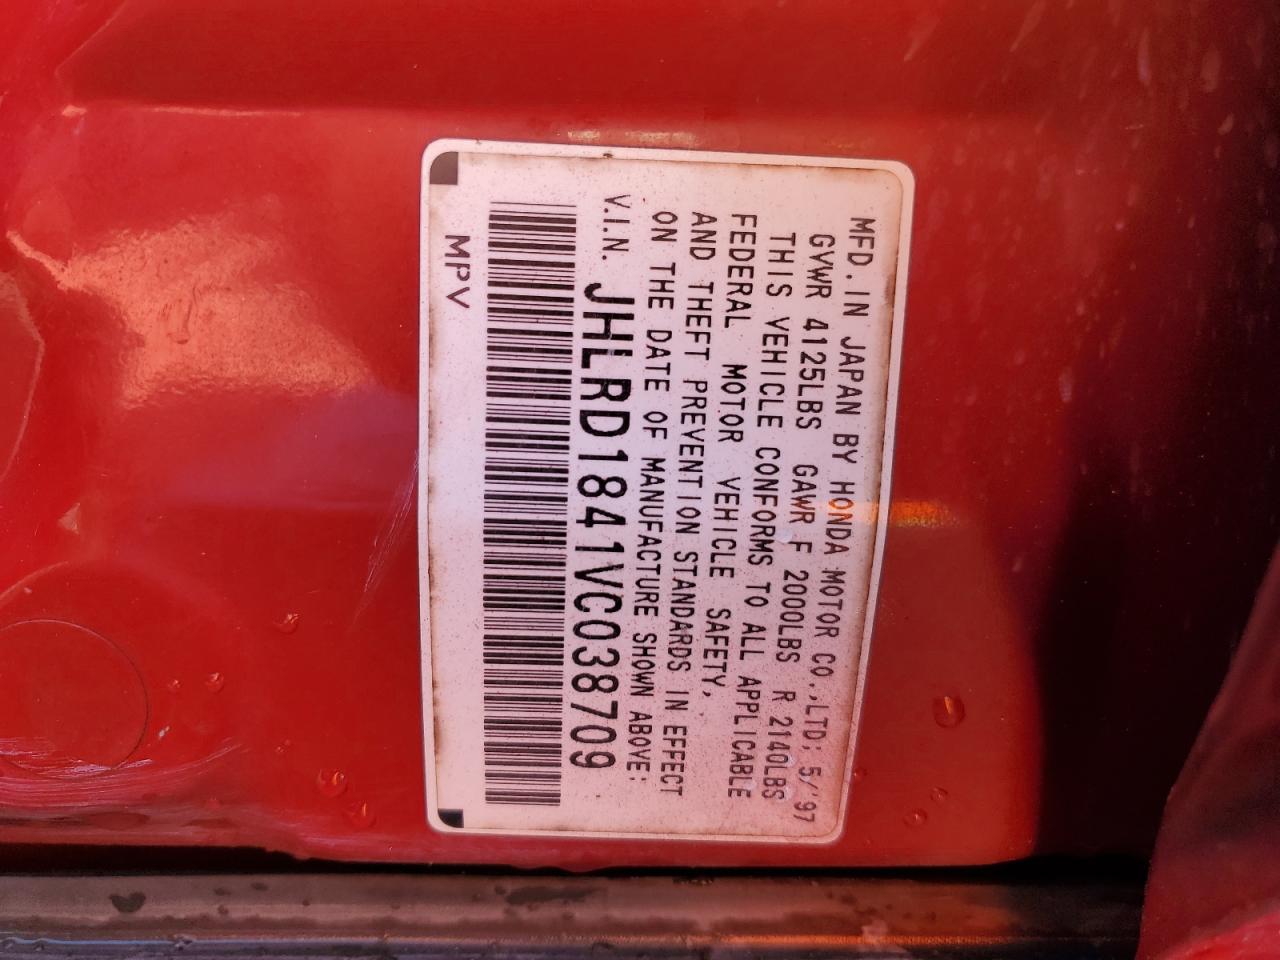 MFD. IN JAPAN BY HONDA MOTOR CO.,LTD; 5/'97
GVWR 4125LBS GAWR F 2000LBS R 2140LBS
THIS VEHICLE CONFORMS TO ALL APPLICABLE
FEDERAL MOTOR VEHICLE SAFETY,
AND THEFT PREVENTION STANDARDS IN EFFECT
ON THE DATE OF MANUFACTURE SHOWN ABOVE:
V.I.N. JHLRD1841VC038709
MPV